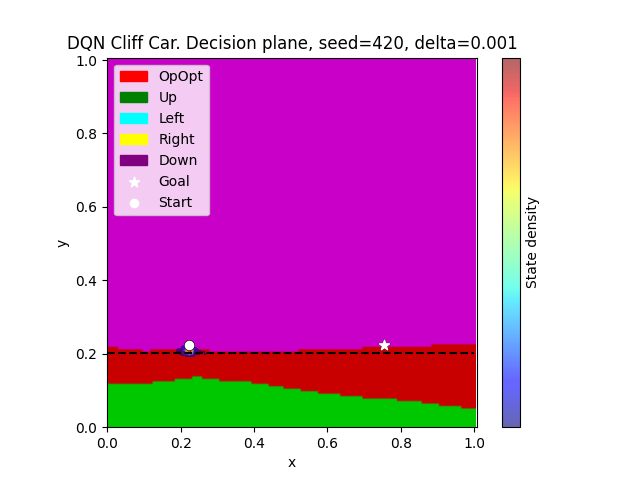 DQN Cliff Car. Decision plane, seed=420, delta=0.001
1.0
0.8
0.6
0.4
0.2
0.0
y
OpOpt
Up
Left
Right
Down
Goal
Start
0.0 0.2 0.4 0.6 0.8 1.0
x
State density